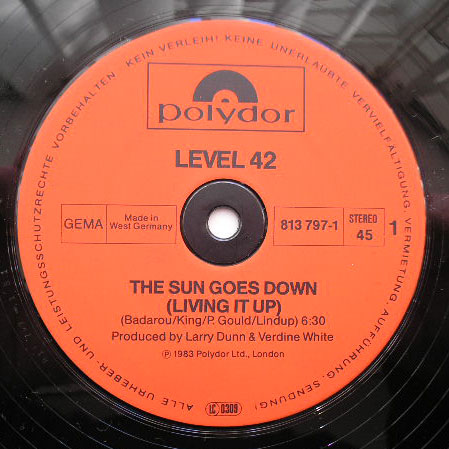 ALLE URHEBER- UND LEISTUNGSSCHUTZRECHTE VORBEHALTEN · KEIN VERLEIH! KEINE UNERLAUBTE VERVIELFÄLTIGUNG, VERMIETUNG, AUFFÜHRUNG, SENDUNG!
polydor
LEVEL 42
GEMA
Made in
West Germany
813 797-1
STEREO
45
1
THE SUN GOES DOWN
(LIVING IT UP)
(Badarou/King/P. Gould/Lindup) 6:30
Produced by Larry Dunn & Verdine White
℗ 1983 Polydor Ltd., London
LC 0309